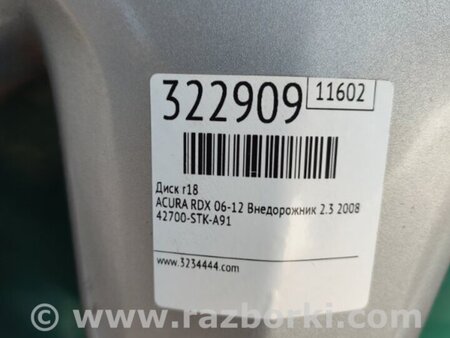 322909 11602
Диск r18
ACURA RDX 06-12 Внедорожник 2.3 2008
42700-STK-A91
www.3234444.com
© www.razborki.com